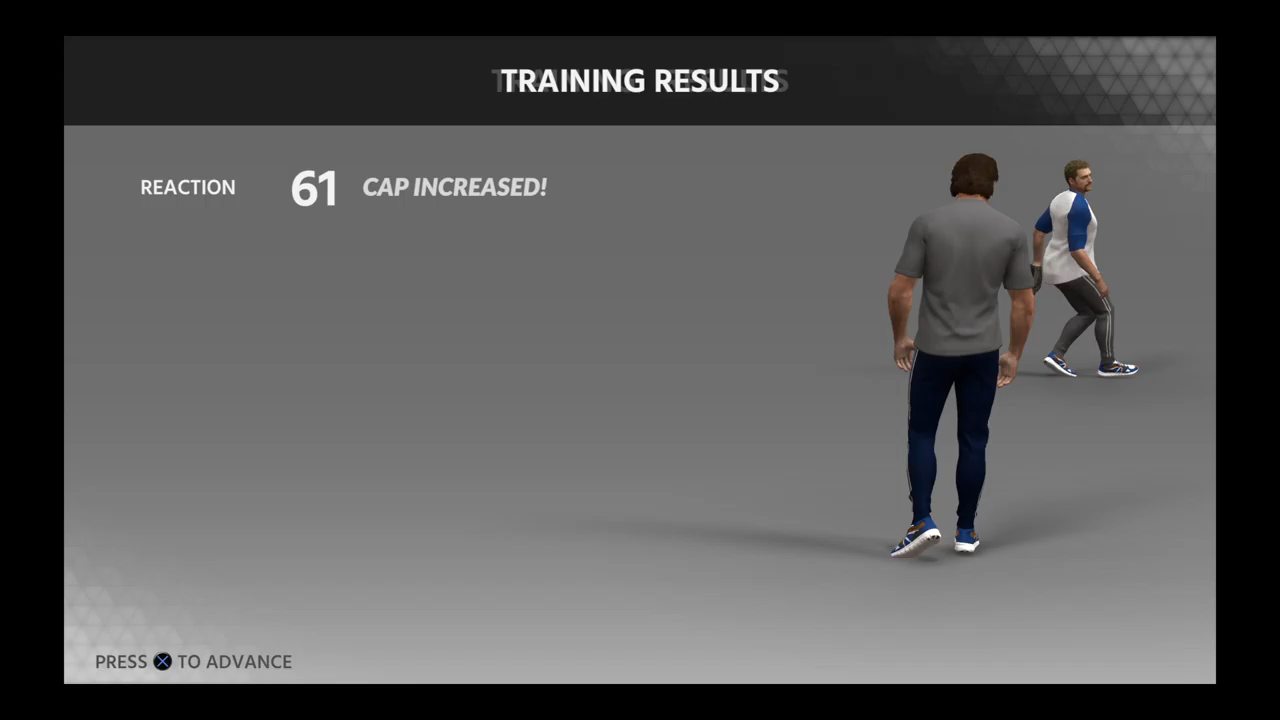 TRAINING RESULTS
REACTION 61 CAP INCREASED!
PRESS TO ADVANCE